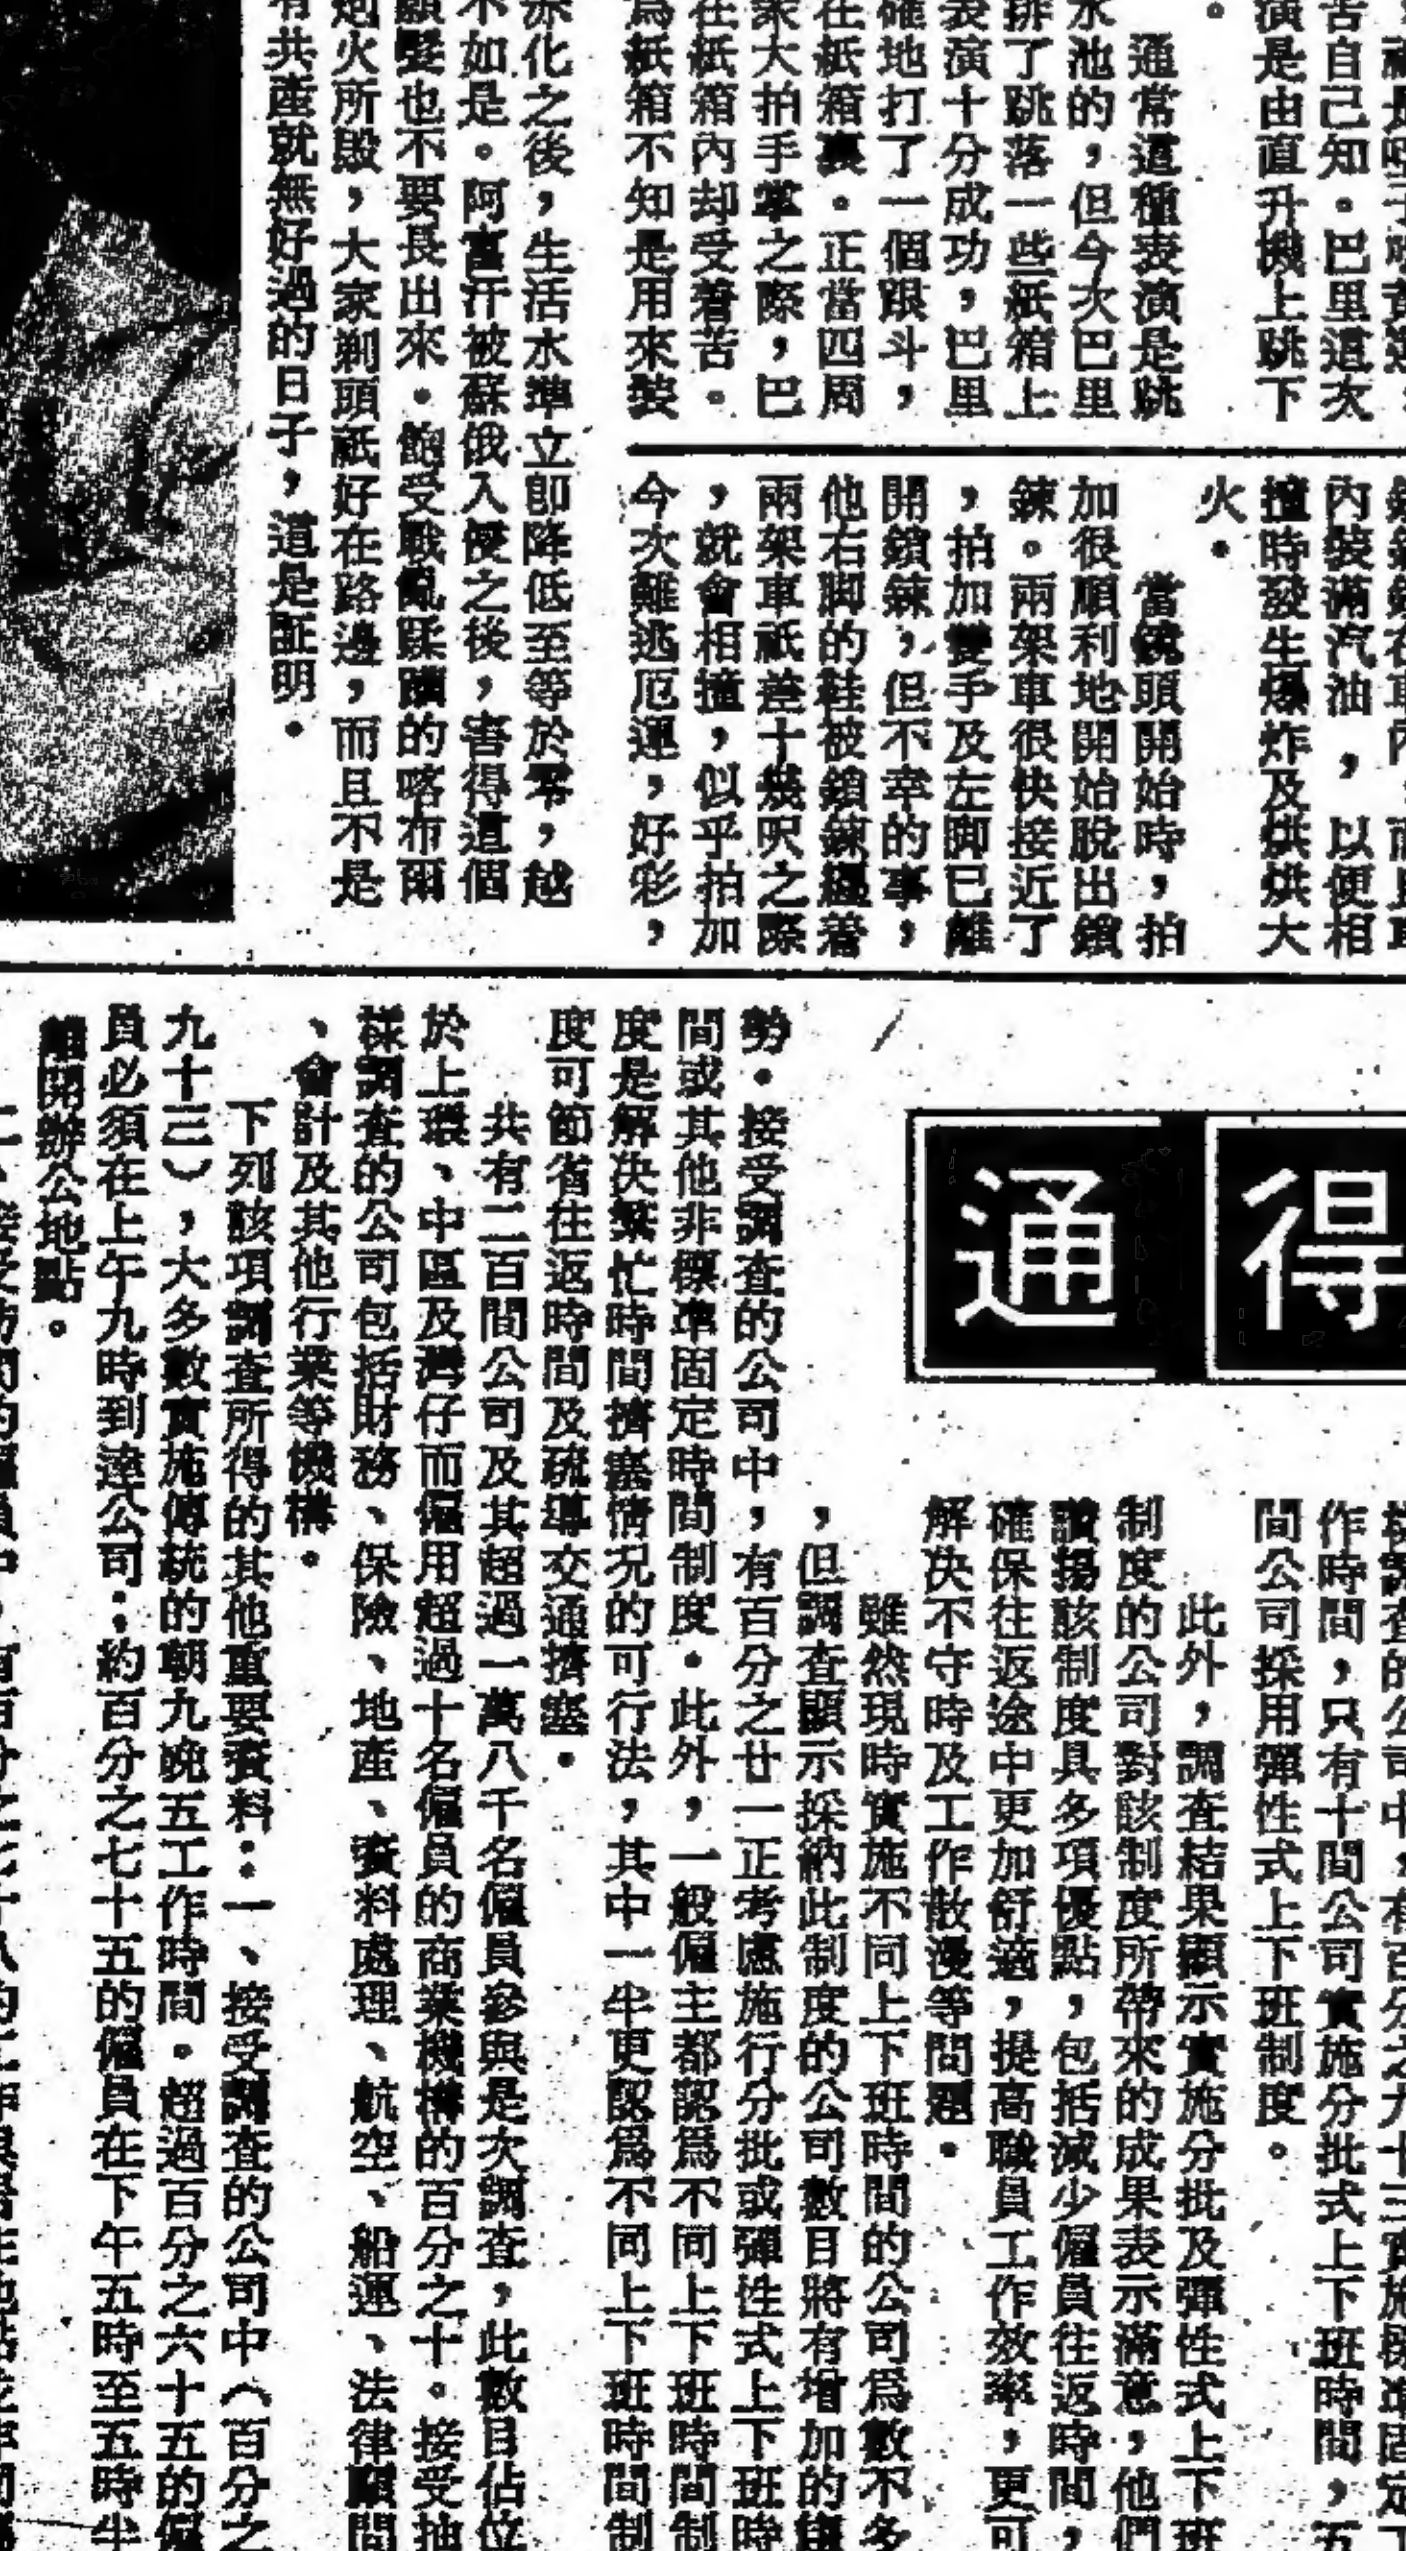 苦自己知。巴里這次
演是由直升機上跳下
。
通常這種表演是跳
水池的，但今次巴里
排了跳落一些紙箱上
表演十分成功，巴里
確地打了一個跟斗，
在紙箱裏。正當四周
眾大拍手掌之際，巴
在紙箱內却受着苦。
為紙箱不知是用來裝
內裝滿汽油，以便相
撞時發生爆炸及烘烘大
火。
當鏡頭開始時，拍
加很順利地開始脫出鎖
鍊。兩架車很快接近了
，拍加雙手及左脚已離
開鎖鍊，但不幸的事，
他右脚的鞋被鎖鍊纏着
兩架車祇差十幾呎之際
，就會相撞，似乎拍加
今次難逃厄運，好彩，
深化之後，生活水準立即降低至等於零，越
不如是。阿富汗被蘇俄入侵之後，害得這個
願髮也不要長出來。飽受戰亂蹂躪的喀布爾
炮火所毀，大家剃頭祇好在路邊，而且不是
有共產就無好過的日子，這是証明。
得通
作時間，只有十間公司實施分批式上下班時間，五
間公司採用彈性式上下班制度。
此外，調查結果顯示實施分批及彈性式上下班
制度的公司對該制度所帶來的成果表示滿意，他們
讚揚該制度具多項優點，包括減少僱員往返時間，
確保往返途中更加舒適，提高職員工作效率，更可
解決不守時及工作散漫等問題。
雖然現時實施不同上下班時間的公司爲數不多
，但調查顯示採納此制度的公司數目將有增加的趨
勢。接受調查的公司中，有百分之廿一正考慮施行分批或彈性式上下班時
間或其他非標準固定時間制度。此外，一般僱主都認爲不同上下班時間制
度是解決繁忙時間擠塞情況的可行法，其中一半更認爲不同上下班時間制
度可節省往返時間及疏導交通擠塞。
共有二百間公司及其超過一萬八千名僱員參與是次調查，此數目佔位
於上環、中區及灣仔而僱用超過十名僱員的商業機構的百分之十。接受抽
樣調查的公司包括財務、保險、地產、資料處理、航空、船運、法律顧問
、會計及其他行業等機構。
下列該項調查所得的其他重要資料：一、接受調查的公司中（百分之
九十三），大多數實施傳統的朝九晚五工作時間。超過百分之六十五的僱
員必須在上午九時到達公司；約百分之七十五的僱員在下午五時至五時半
離開辦公地點。